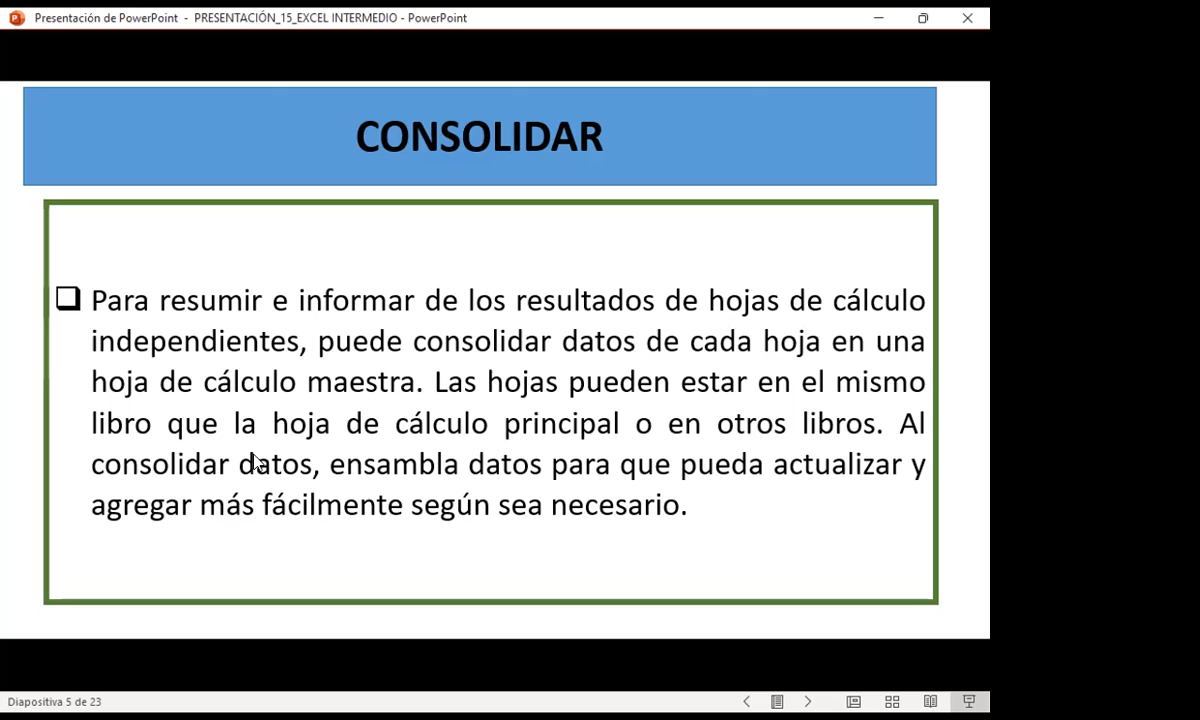 Presentación de PowerPoint - PRESENTACIÓN_15_EXCEL INTERMEDIO - PowerPoint
CONSOLIDAR
Para resumir e informar de los resultados de hojas de cálculo
independientes, puede consolidar datos de cada hoja en una
hoja de cálculo maestra. Las hojas pueden estar en el mismo
libro que la hoja de cálculo principal o en otros libros. Al
consolidar datos, ensambla datos para que pueda actualizar y
agregar más fácilmente según sea necesario.
Diapositiva 5 de 23